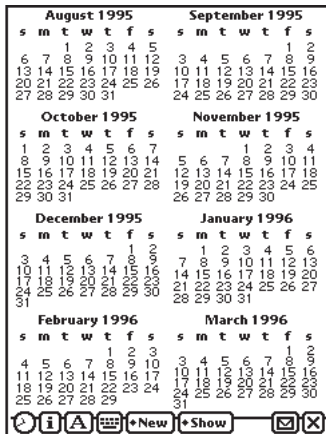 August 1995
s m t w t f s
1 2 3 4 5
6 7 8 9 10 11 12
13 14 15 16 17 18 19
20 21 22 23 24 25 26
27 28 29 30 31
September 1995
s m t w t f s
1 2
3 4 5 6 7 8 9
10 11 12 13 14 15 16
17 18 19 20 21 22 23
24 25 26 27 28 29 30
October 1995
s m t w t f s
1 2 3 4 5 6 7
8 9 10 11 12 13 14
15 16 17 18 19 20 21
22 23 24 25 26 27 28
29 30 31
November 1995
s m t w t f s
1 2 3 4
5 6 7 8 9 10 11
12 13 14 15 16 17 18
19 20 21 22 23 24 25
26 27 28 29 30
December 1995
s m t w t f s
1 2
3 4 5 6 7 8 9
10 11 12 13 14 15 16
17 18 19 20 21 22 23
24 25 26 27 28 29 30
31
January 1996
s m t w t f s
1 2 3 4 5 6
7 8 9 10 11 12 13
14 15 16 17 18 19 20
21 22 23 24 25 26 27
28 29 30 31
February 1996
s m t w t f s
1 2 3
4 5 6 7 8 9 10
11 12 13 14 15 16 17
18 19 20 21 22 23 24
25 26 27 28 29
March 1996
s m t w t f s
1 2
3 4 5 6 7 8 9
10 11 12 13 14 15 16
17 18 19 20 21 22 23
24 25 26 27 28 29 30
31
i A New Show